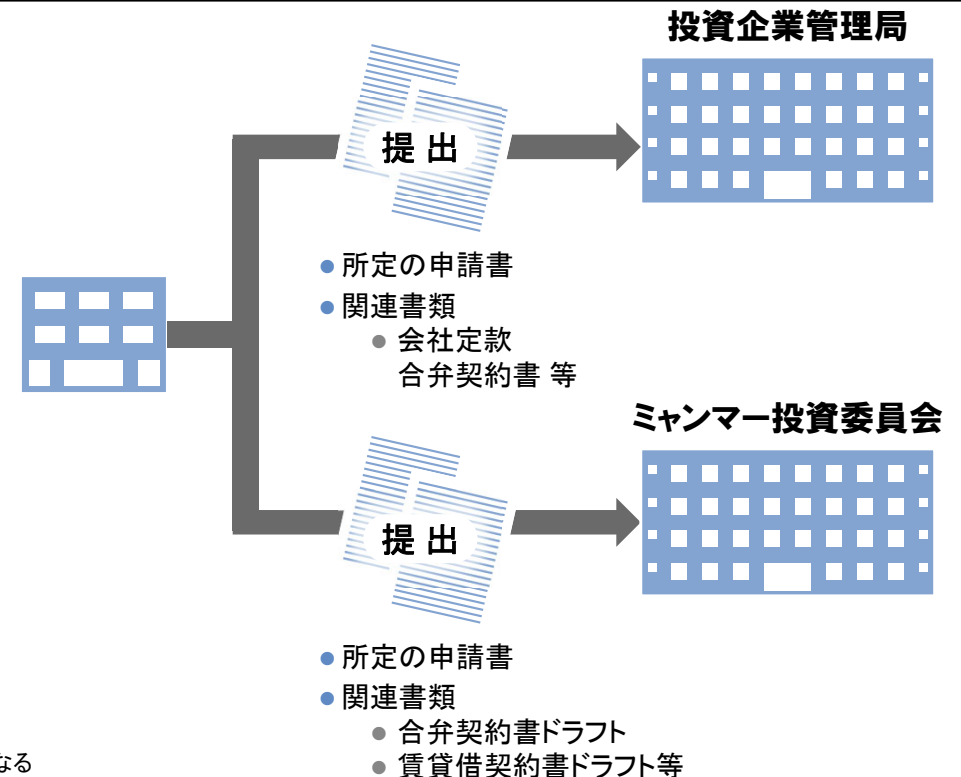 投資企業管理局
提出
● 所定の申請書
● 関連書類
● 会社定款
合弁契約書 等
ミャンマー投資委員会
提出
● 所定の申請書
● 関連書類
● 合弁契約書ドラフト
● 賃貸借契約書ドラフト等
なる